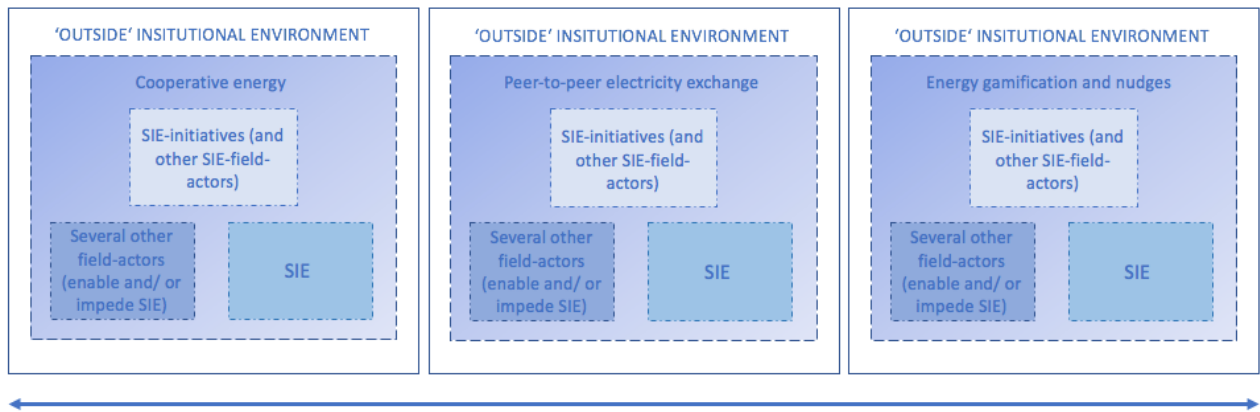 ‘OUTSIDE‘ INSITUTIONAL ENVIRONMENT
Cooperative energy
SIE-initiatives (and
other SIE-field-
actors)
Several other
field-actors
(enable and/ or
impede SIE)
SIE
‘OUTSIDE‘ INSITUTIONAL ENVIRONMENT
Peer-to-peer electricity exchange
SIE-initiatives (and
other SIE-field-
actors)
Several other
field-actors
(enable and/ or
impede SIE)
SIE
‘OUTSIDE‘ INSITUTIONAL ENVIRONMENT
Energy gamification and nudges
SIE-initiatives (and
other SIE-field-
actors)
Several other
field-actors
(enable and/ or
impede SIE)
SIE